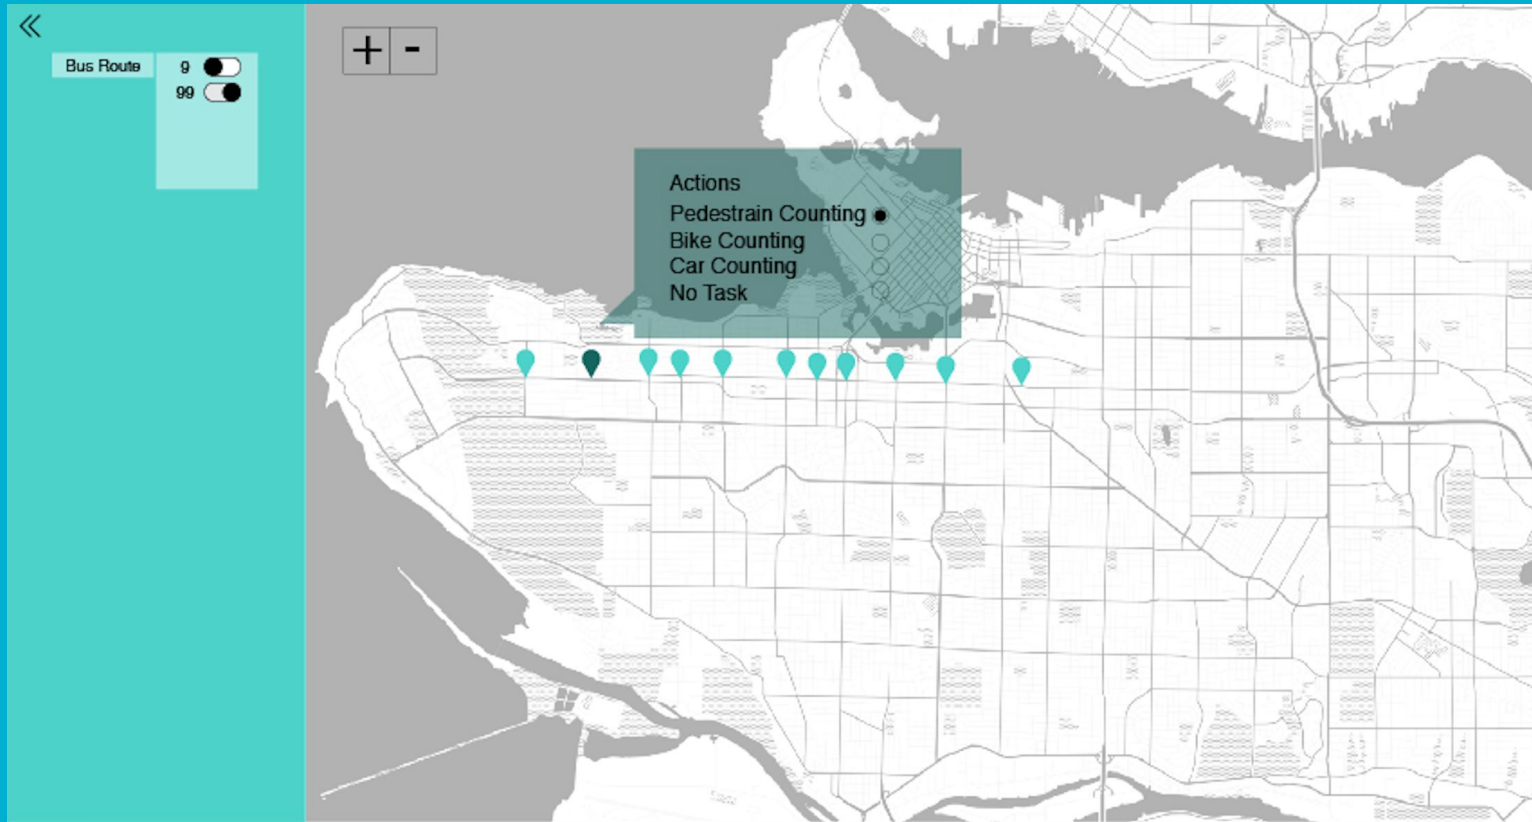 Bus Route
9
99
+ -
Actions
Pedestrain Counting
Bike Counting
Car Counting
No Task